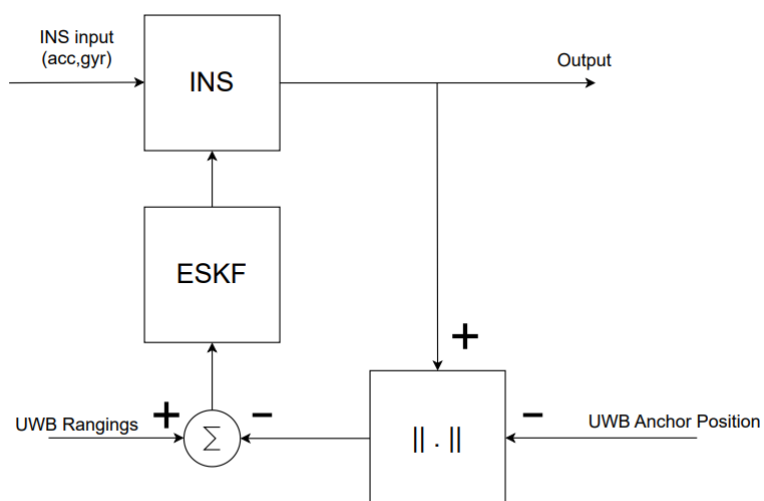 INS input
(acc,gyr)
INS
Output
ESKF
+
UWB Rangings
+
Σ
−
|| . ||
−
UWB Anchor Position